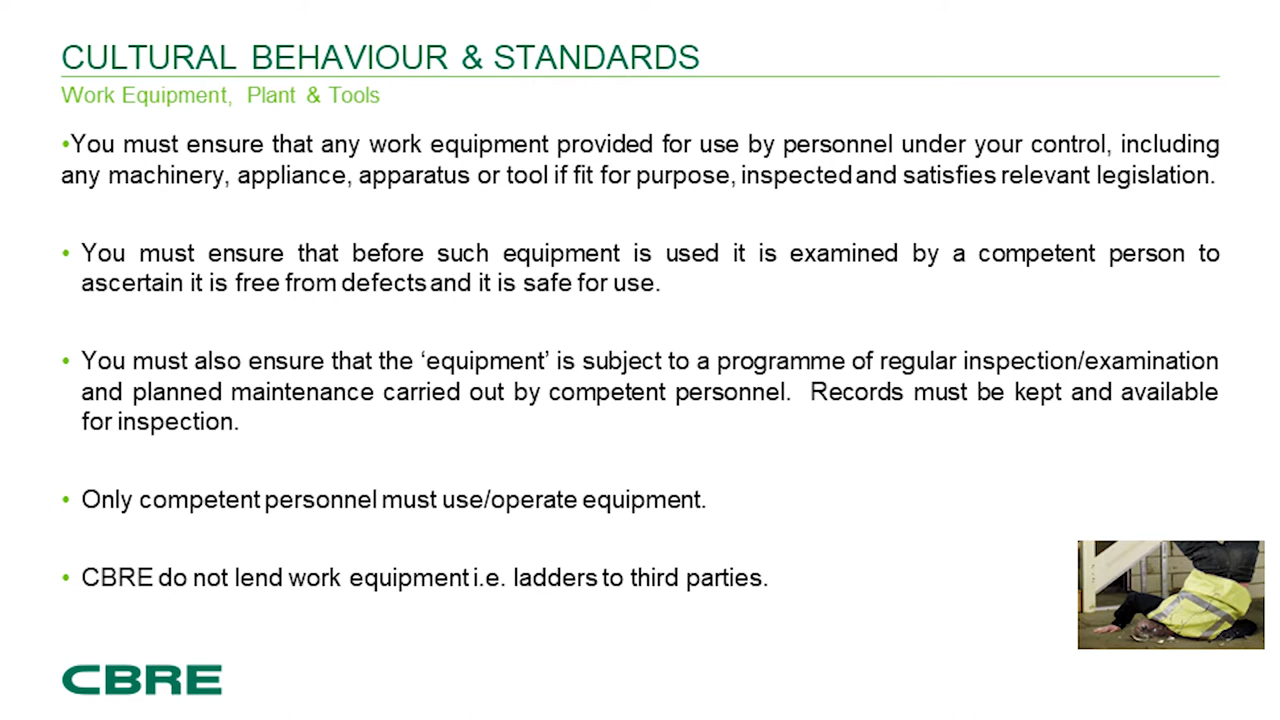 CULTURAL BEHAVIOUR & STANDARDS
Work Equipment, Plant & Tools
•You must ensure that any work equipment provided for use by personnel under your control, including
any machinery, appliance, apparatus or tool if fit for purpose, inspected and satisfies relevant legislation.
• You must ensure that before such equipment is used it is examined by a competent person to
ascertain it is free from defects and it is safe for use.
• You must also ensure that the ‘equipment’ is subject to a programme of regular inspection/examination
and planned maintenance carried out by competent personnel. Records must be kept and available
for inspection.
• Only competent personnel must use/operate equipment.
• CBRE do not lend work equipment i.e. ladders to third parties.
CBRE